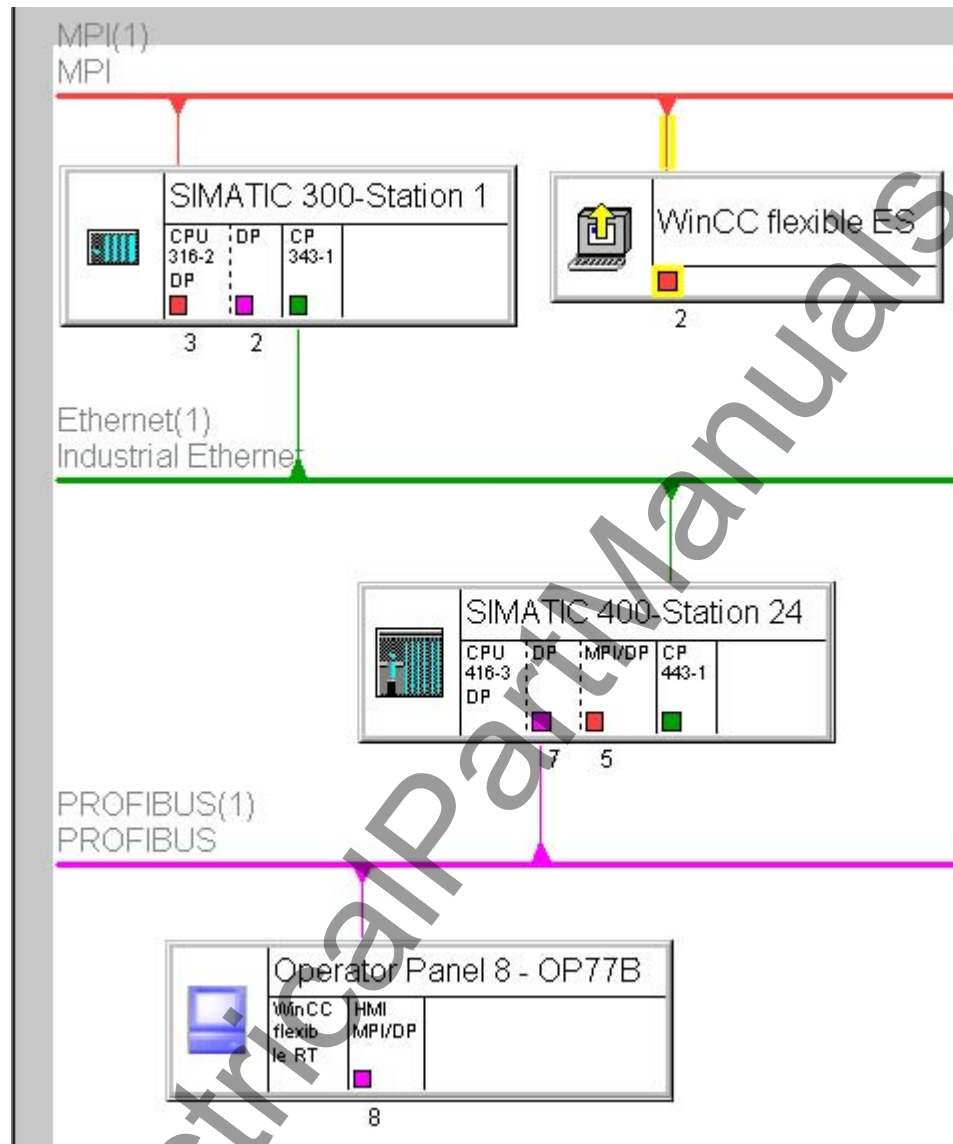 MPI(1)
MPI
SIMATIC 300-Station 1
CPU 316-2 DP
DP
CP 343-1
3
2
WinCC flexible ES
2
Ethernet(1)
Industrial Ethernet
SIMATIC 400-Station 24
CPU 416-3 DP
DP
MPI/DP
CP 443-1
7
5
PROFIBUS(1)
PROFIBUS
Operator Panel 8 - OP77B
WinCC flexib le RT
HMI MPI/DP
8
ctricalPartManuals